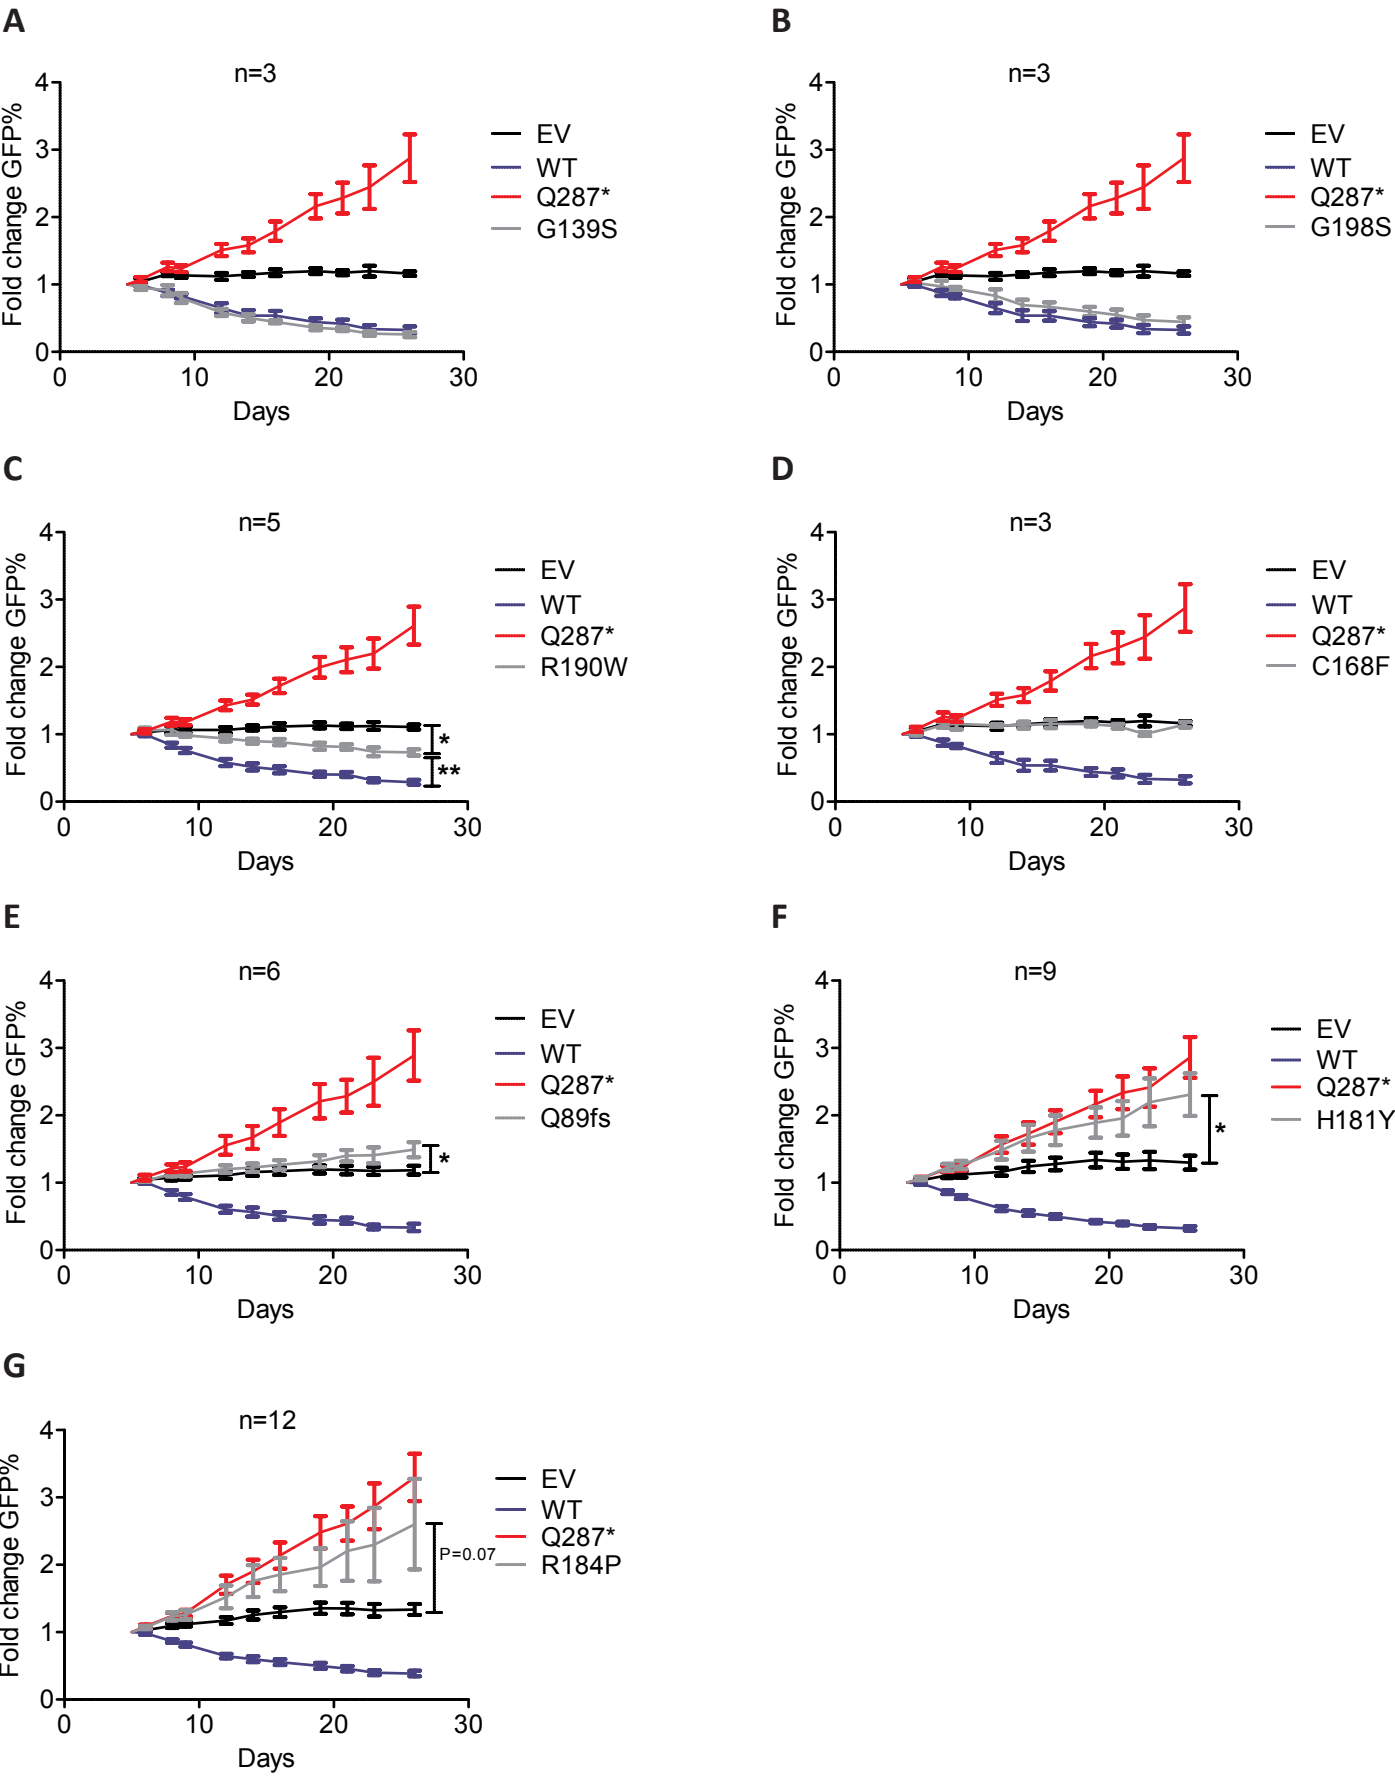 A
n=3
Fold change GFP%
4
3
2
1
0
0 10 20 30
Days
EV
WT
Q287*
G139S
B
n=3
Fold change GFP%
4
3
2
1
0
0 10 20 30
Days
EV
WT
Q287*
G198S
C
n=5
Fold change GFP%
4
3
2
1
0
0 10 20 30
Days
*
**
EV
WT
Q287*
R190W
D
n=3
Fold change GFP%
4
3
2
1
0
0 10 20 30
Days
EV
WT
Q287*
C168F
E
n=6
Fold change GFP%
4
3
2
1
0
0 10 20 30
Days
*
EV
WT
Q287*
Q89fs
F
n=9
Fold change GFP%
4
3
2
1
0
0 10 20 30
Days
*
EV
WT
Q287*
H181Y
G
n=12
Fold change GFP%
4
3
2
1
0
0 10 20 30
Days
P=0.07
EV
WT
Q287*
R184P